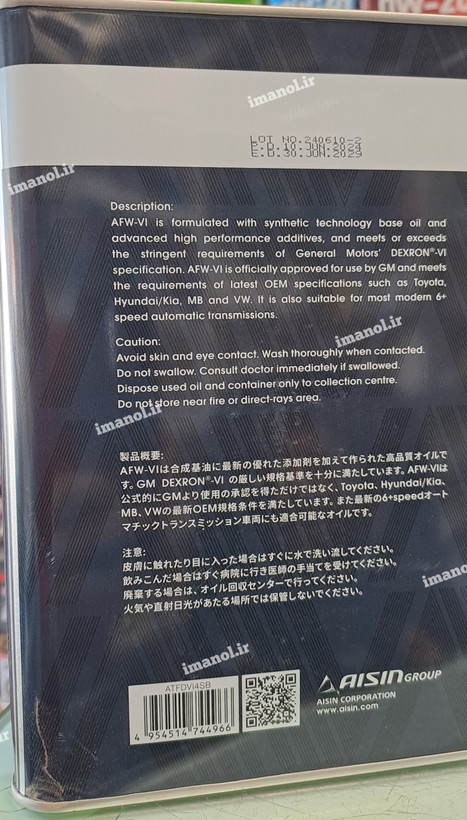 imanol.ir
LOT NO.240610-2
P.D.10.JUN.2024
E.D.30.JUN.2029
imanol.ir
Description:
AFW-VI is formulated with synthetic technology base oil and
advanced high performance additives, and meets or exceeds
the stringent requirements of General Motors' DEXRON®-VI
specification. AFW-VI is officially approved for use by GM and meets
the requirements of latest OEM specifications such as Toyota,
Hyundai/Kia, MB and VW. It is also suitable for most modern 6+
speed automatic transmissions.
imanol.ir
Caution:
Avoid skin and eye contact. Wash thoroughly when contacted.
Do not swallow. Consult doctor immediately if swallowed.
Dispose used oil and container only to collection centre.
Do not store near fire or direct-rays area.
imanol.ir
製品概要:
AFW-VIは合成基油に最新の優れた添加剤を加えて作られた高品質オイルで
す。GM DEXRON®-VI の厳しい規格基準を十分に満たしています。AFW-VIは
公式的にGMより使用の承認を得ただけではなく、Toyota, Hyundai/Kia,
MB, VWの最新OEM規格条件を満たしています。また最新の6+speedオート
マチックトランスミッション車両にも適合可能なオイルです。
注意:
皮膚に触れたり目に入った場合はすぐに水で洗い流してください。
飲みこんだ場合はすぐ病院に行き医師の手当てを受けてください。
廃棄する場合は、オイル回収センターで行ってください。
火気や直射日光があたる場所では保管しないでください。
imanol.ir
ATFDVI4SB
4 954514 744966
AISIN GROUP
AISIN CORPORATION
www.aisin.com